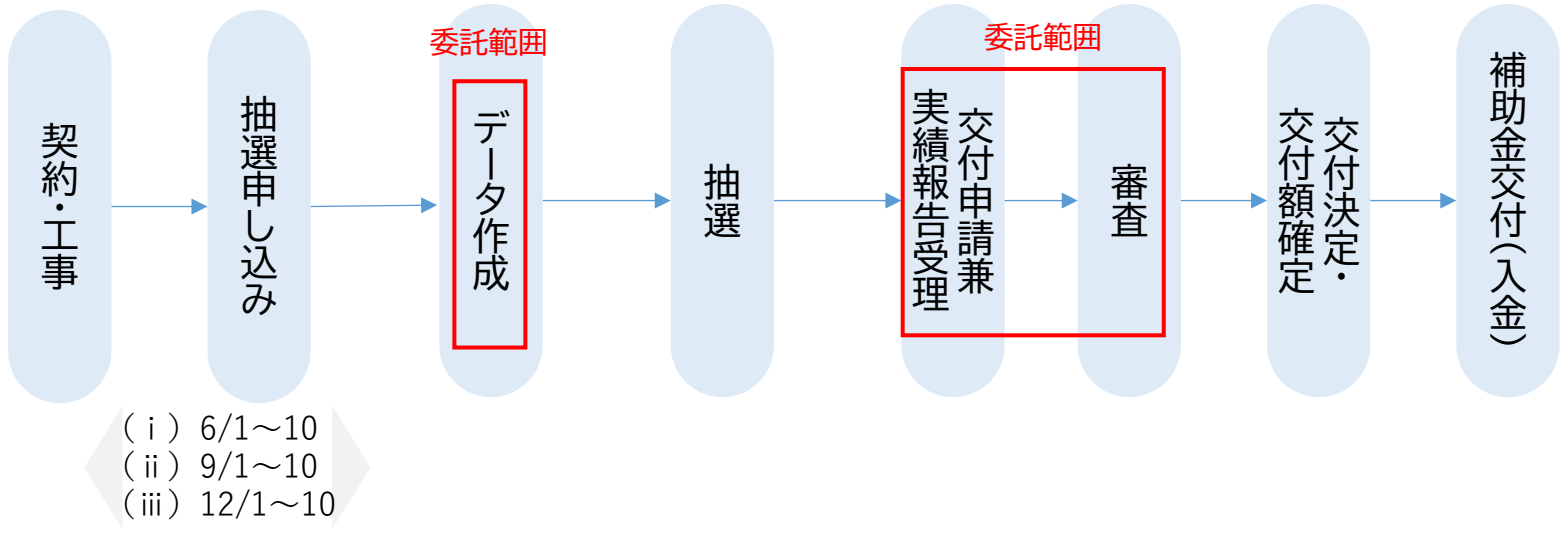 契約・工事
抽選申し込み
委託範囲
データ作成
抽選
委託範囲
交付申請兼
実績報告受理
審査
交付決定・
交付額確定
補助金交付(入金)
(ⅰ) 6/1～10
(ⅱ) 9/1～10
(ⅲ) 12/1～10